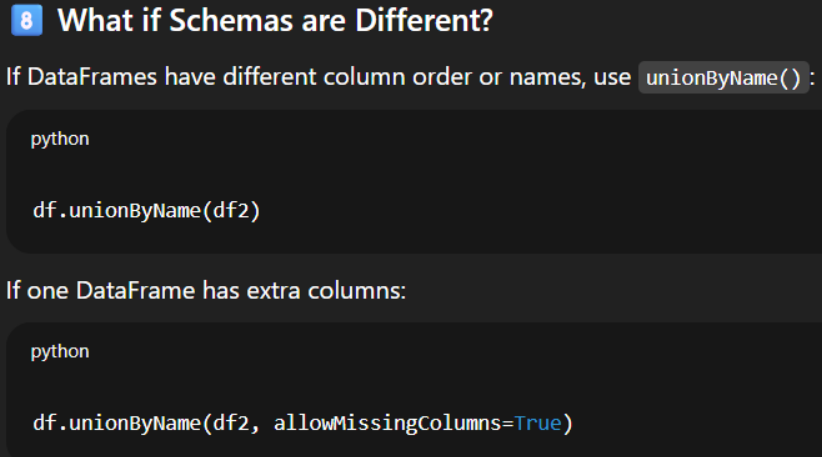 8 What if Schemas are Different?
If DataFrames have different column order or names, use unionByName():
python
df.unionByName(df2)
If one DataFrame has extra columns:
python
df.unionByName(df2, allowMissingColumns=True)